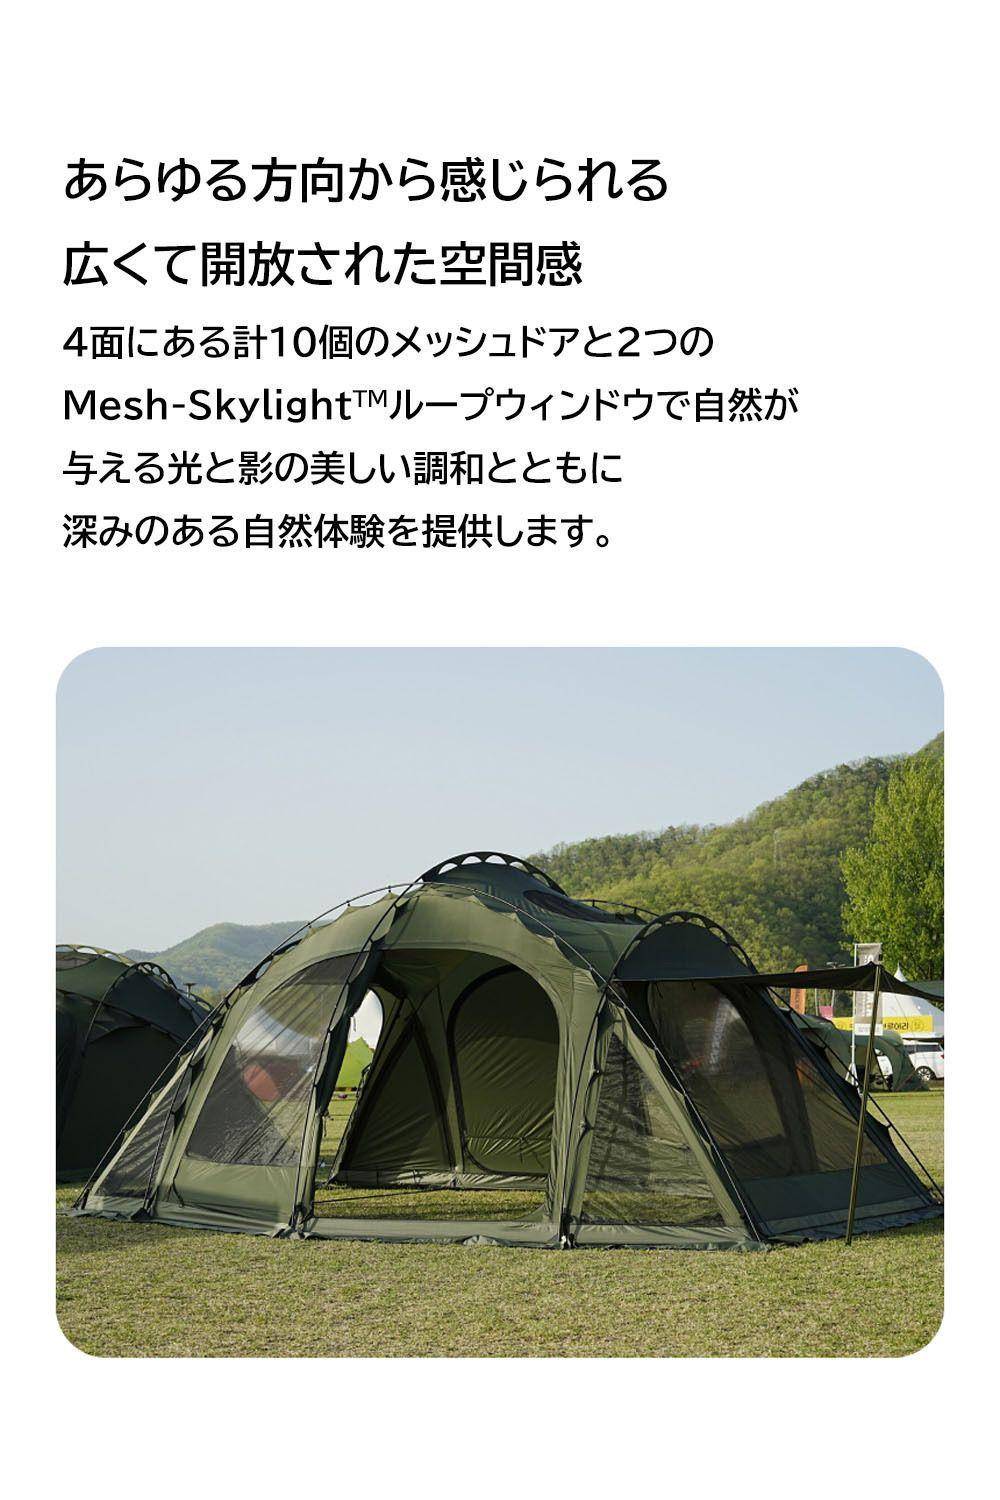 あらゆる方向から感じられる
広くて開放された空間感
4面にある計10個のメッシュドアと2つの
Mesh-Skylight™ループウィンドウで自然が
与える光と影の美しい調和とともに
深みのある自然体験を提供します。